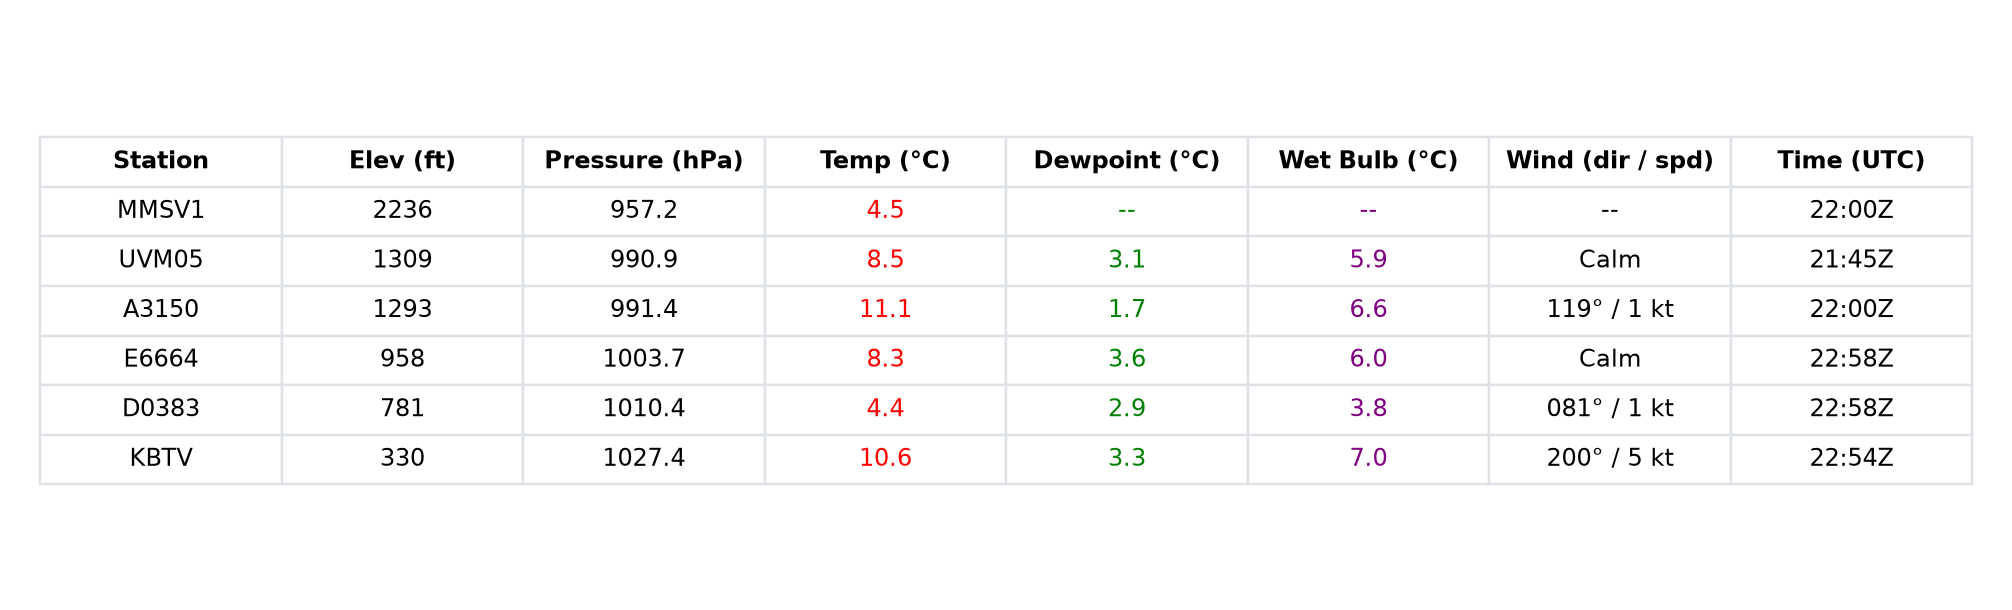 Station Elev (ft) Pressure (hPa) Temp (°C) Dewpoint (°C) Wet Bulb (°C) Wind (dir / spd) Time (UTC)
MMSV1 2236 957.2 4.5 -- -- -- 22:00Z
UVM05 1309 990.9 8.5 3.1 5.9 Calm 21:45Z
A3150 1293 991.4 11.1 1.7 6.6 119° / 1 kt 22:00Z
E6664 958 1003.7 8.3 3.6 6.0 Calm 22:58Z
D0383 781 1010.4 4.4 2.9 3.8 081° / 1 kt 22:58Z
KBTV 330 1027.4 10.6 3.3 7.0 200° / 5 kt 22:54Z